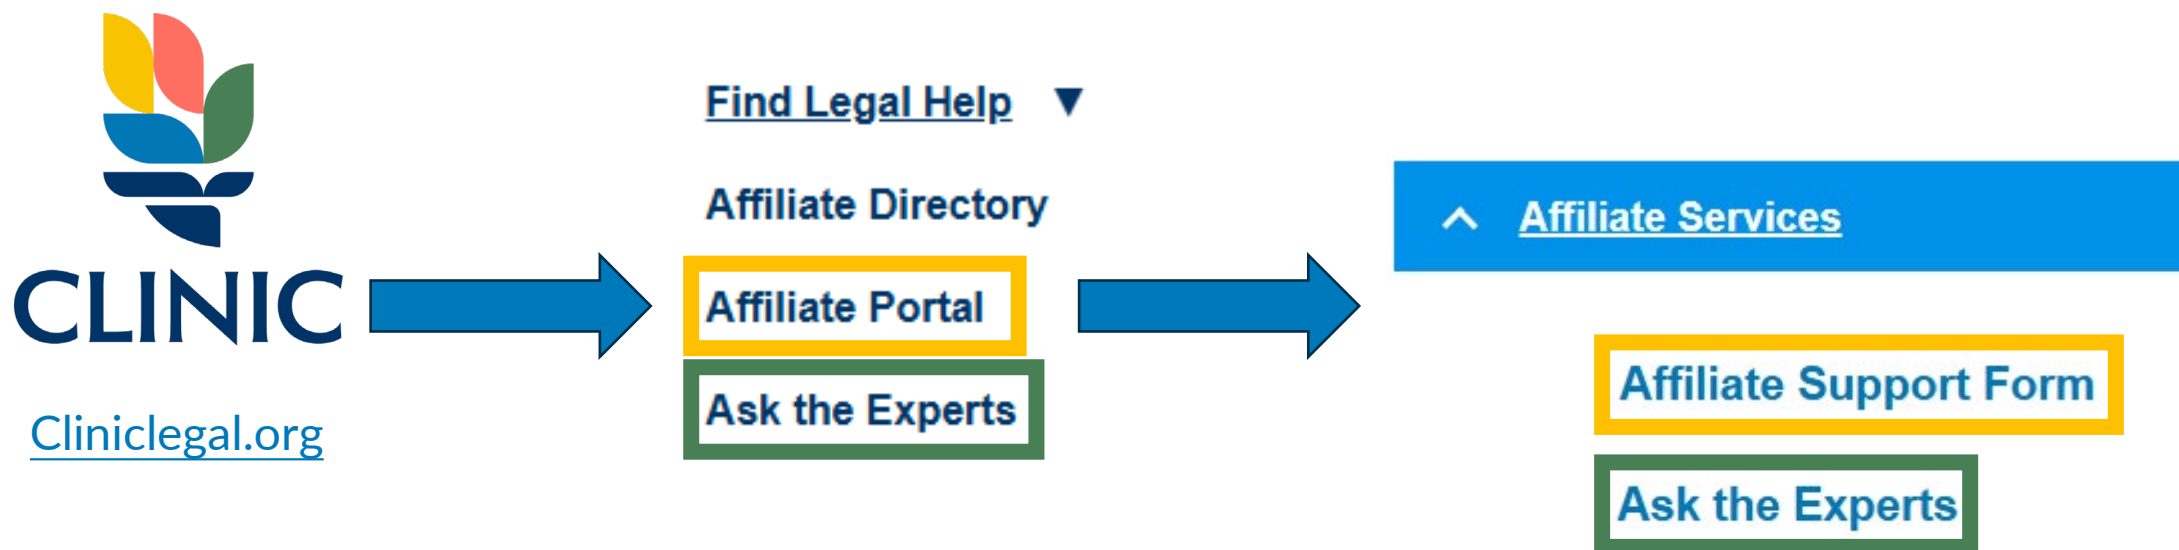 CLINIC
Cliniclegal.org
Find Legal Help
Affiliate Directory
Affiliate Portal
Ask the Experts
Affiliate Services
Affiliate Support Form
Ask the Experts